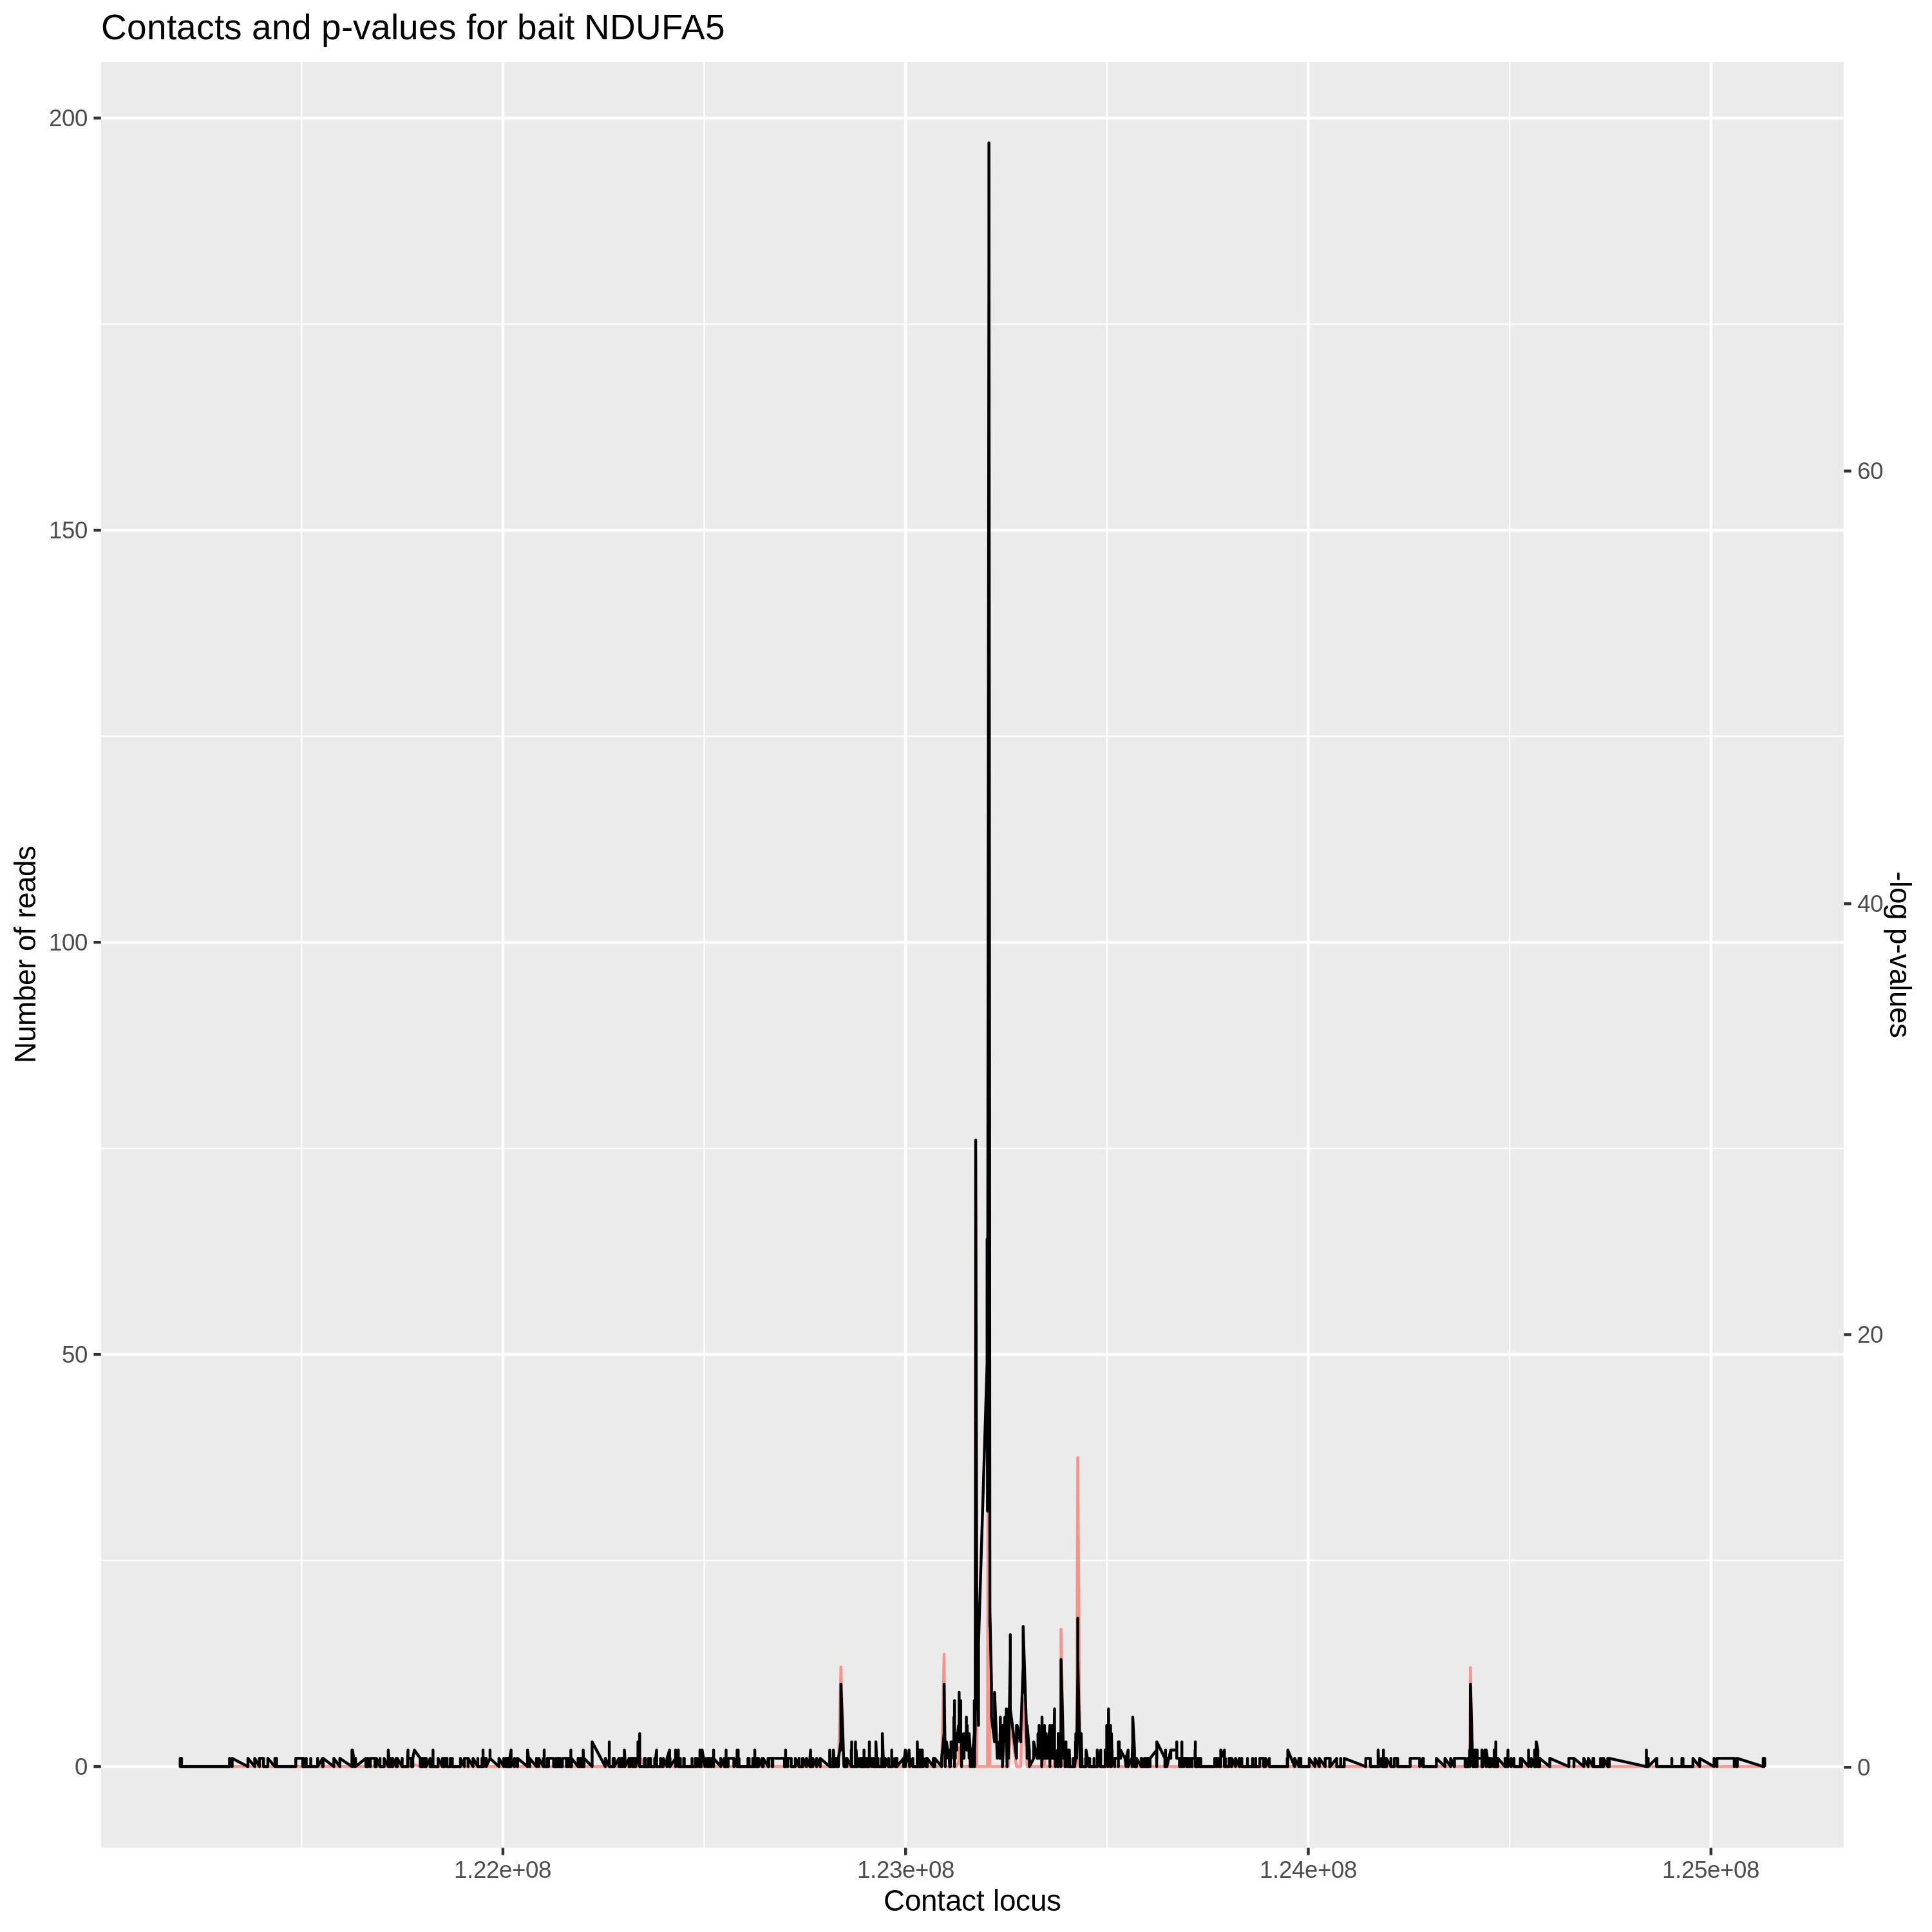 Contacts and p-values for bait NDUFA5
200
150
100
50
0
Number of reads
60
40
20
0
-log p-values
1.22e+08
1.23e+08
1.24e+08
1.25e+08
Contact locus